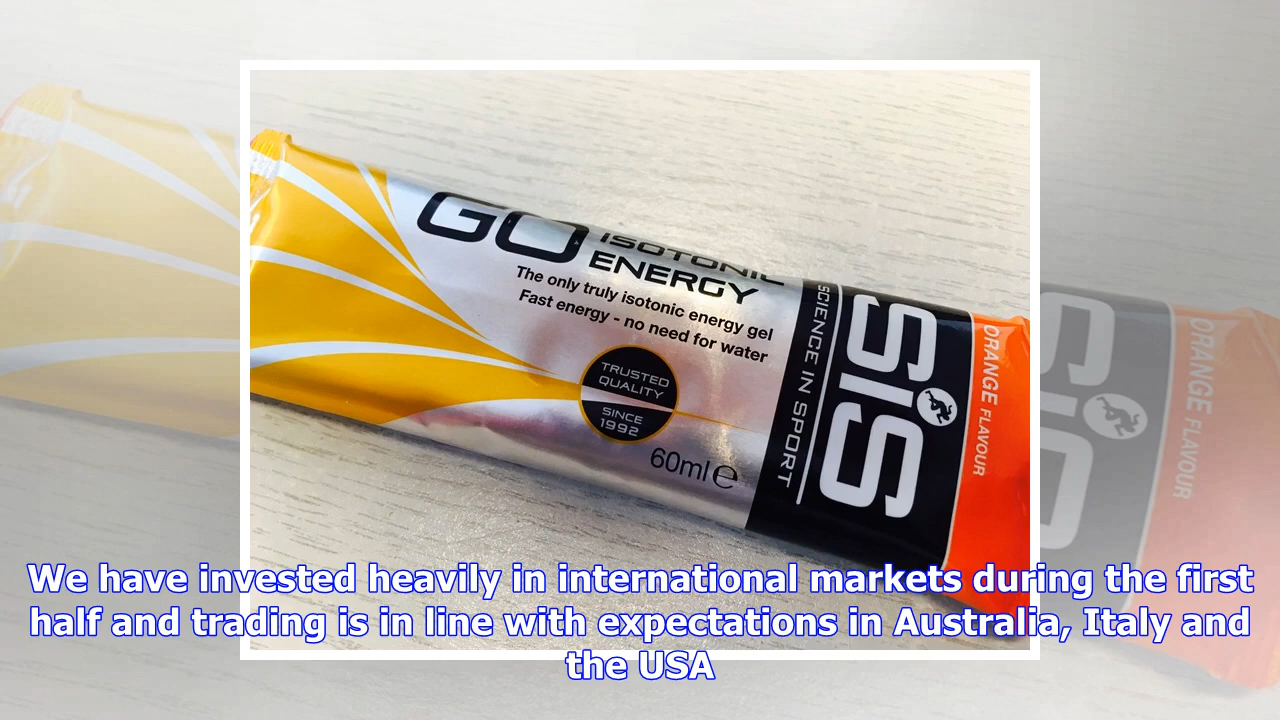 GO ISOTONIC
ENERGY
The only truly isotonic energy gel
Fast energy - no need for water
TRUSTED
QUALITY
SINCE
1992
60ml e
SCIENCE IN SPORT
SiS
ORANGE FLAVOUR
ORANGE FLAVOUR
We have invested heavily in international markets during the first
half and trading is in line with expectations in Australia, Italy and
the USA